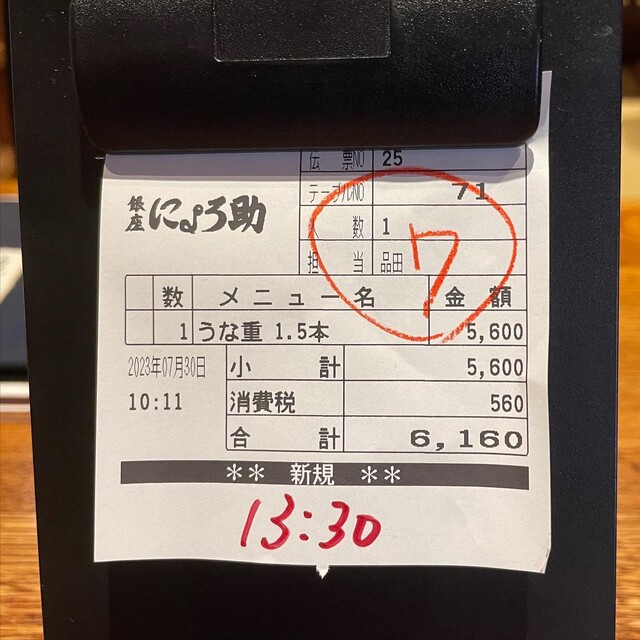 伝票NO 25
銀座 にょろ助
テーブルNO 71
人数 1
担当 品田
7
数 メニュー名 金額
1 うな重 1.5本 5,600
2023年07月30日 小計 5,600
10:11 消費税 560
合計 6,160
** 新規 **
13:30